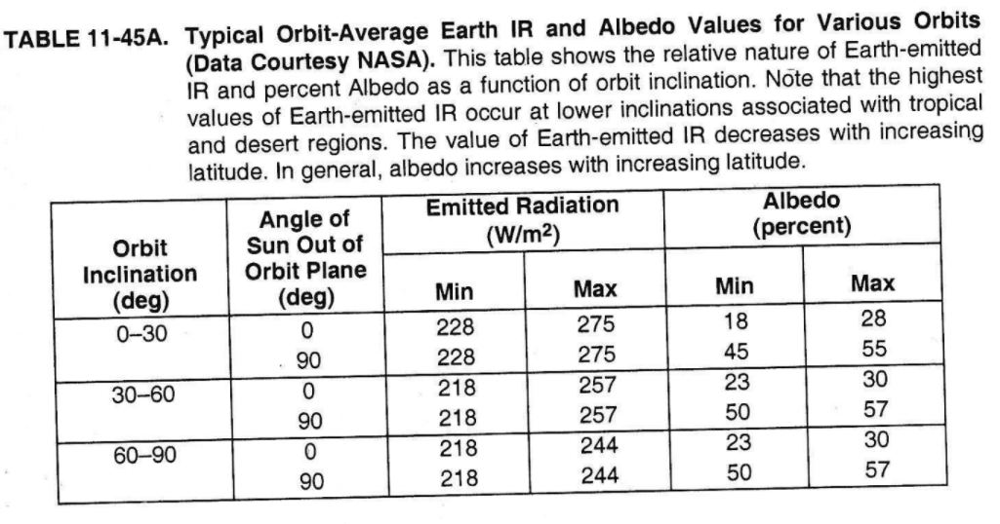 TABLE 11-45A. Typical Orbit-Average Earth IR and Albedo Values for Various Orbits
(Data Courtesy NASA). This table shows the relative nature of Earth-emitted
IR and percent Albedo as a function of orbit inclination. Note that the highest
values of Earth-emitted IR occur at lower inclinations associated with tropical
and desert regions. The value of Earth-emitted IR decreases with increasing
latitude. In general, albedo increases with increasing latitude.
Orbit
Inclination
(deg)
Angle of
Sun Out of
Orbit Plane
(deg)
Emitted Radiation
(W/m²)
Albedo
(percent)
Min Max Min Max
0–30 0 228 275 18 28
90 228 275 45 55
30–60 0 218 257 23 30
90 218 257 50 57
60–90 0 218 244 23 30
90 218 244 50 57